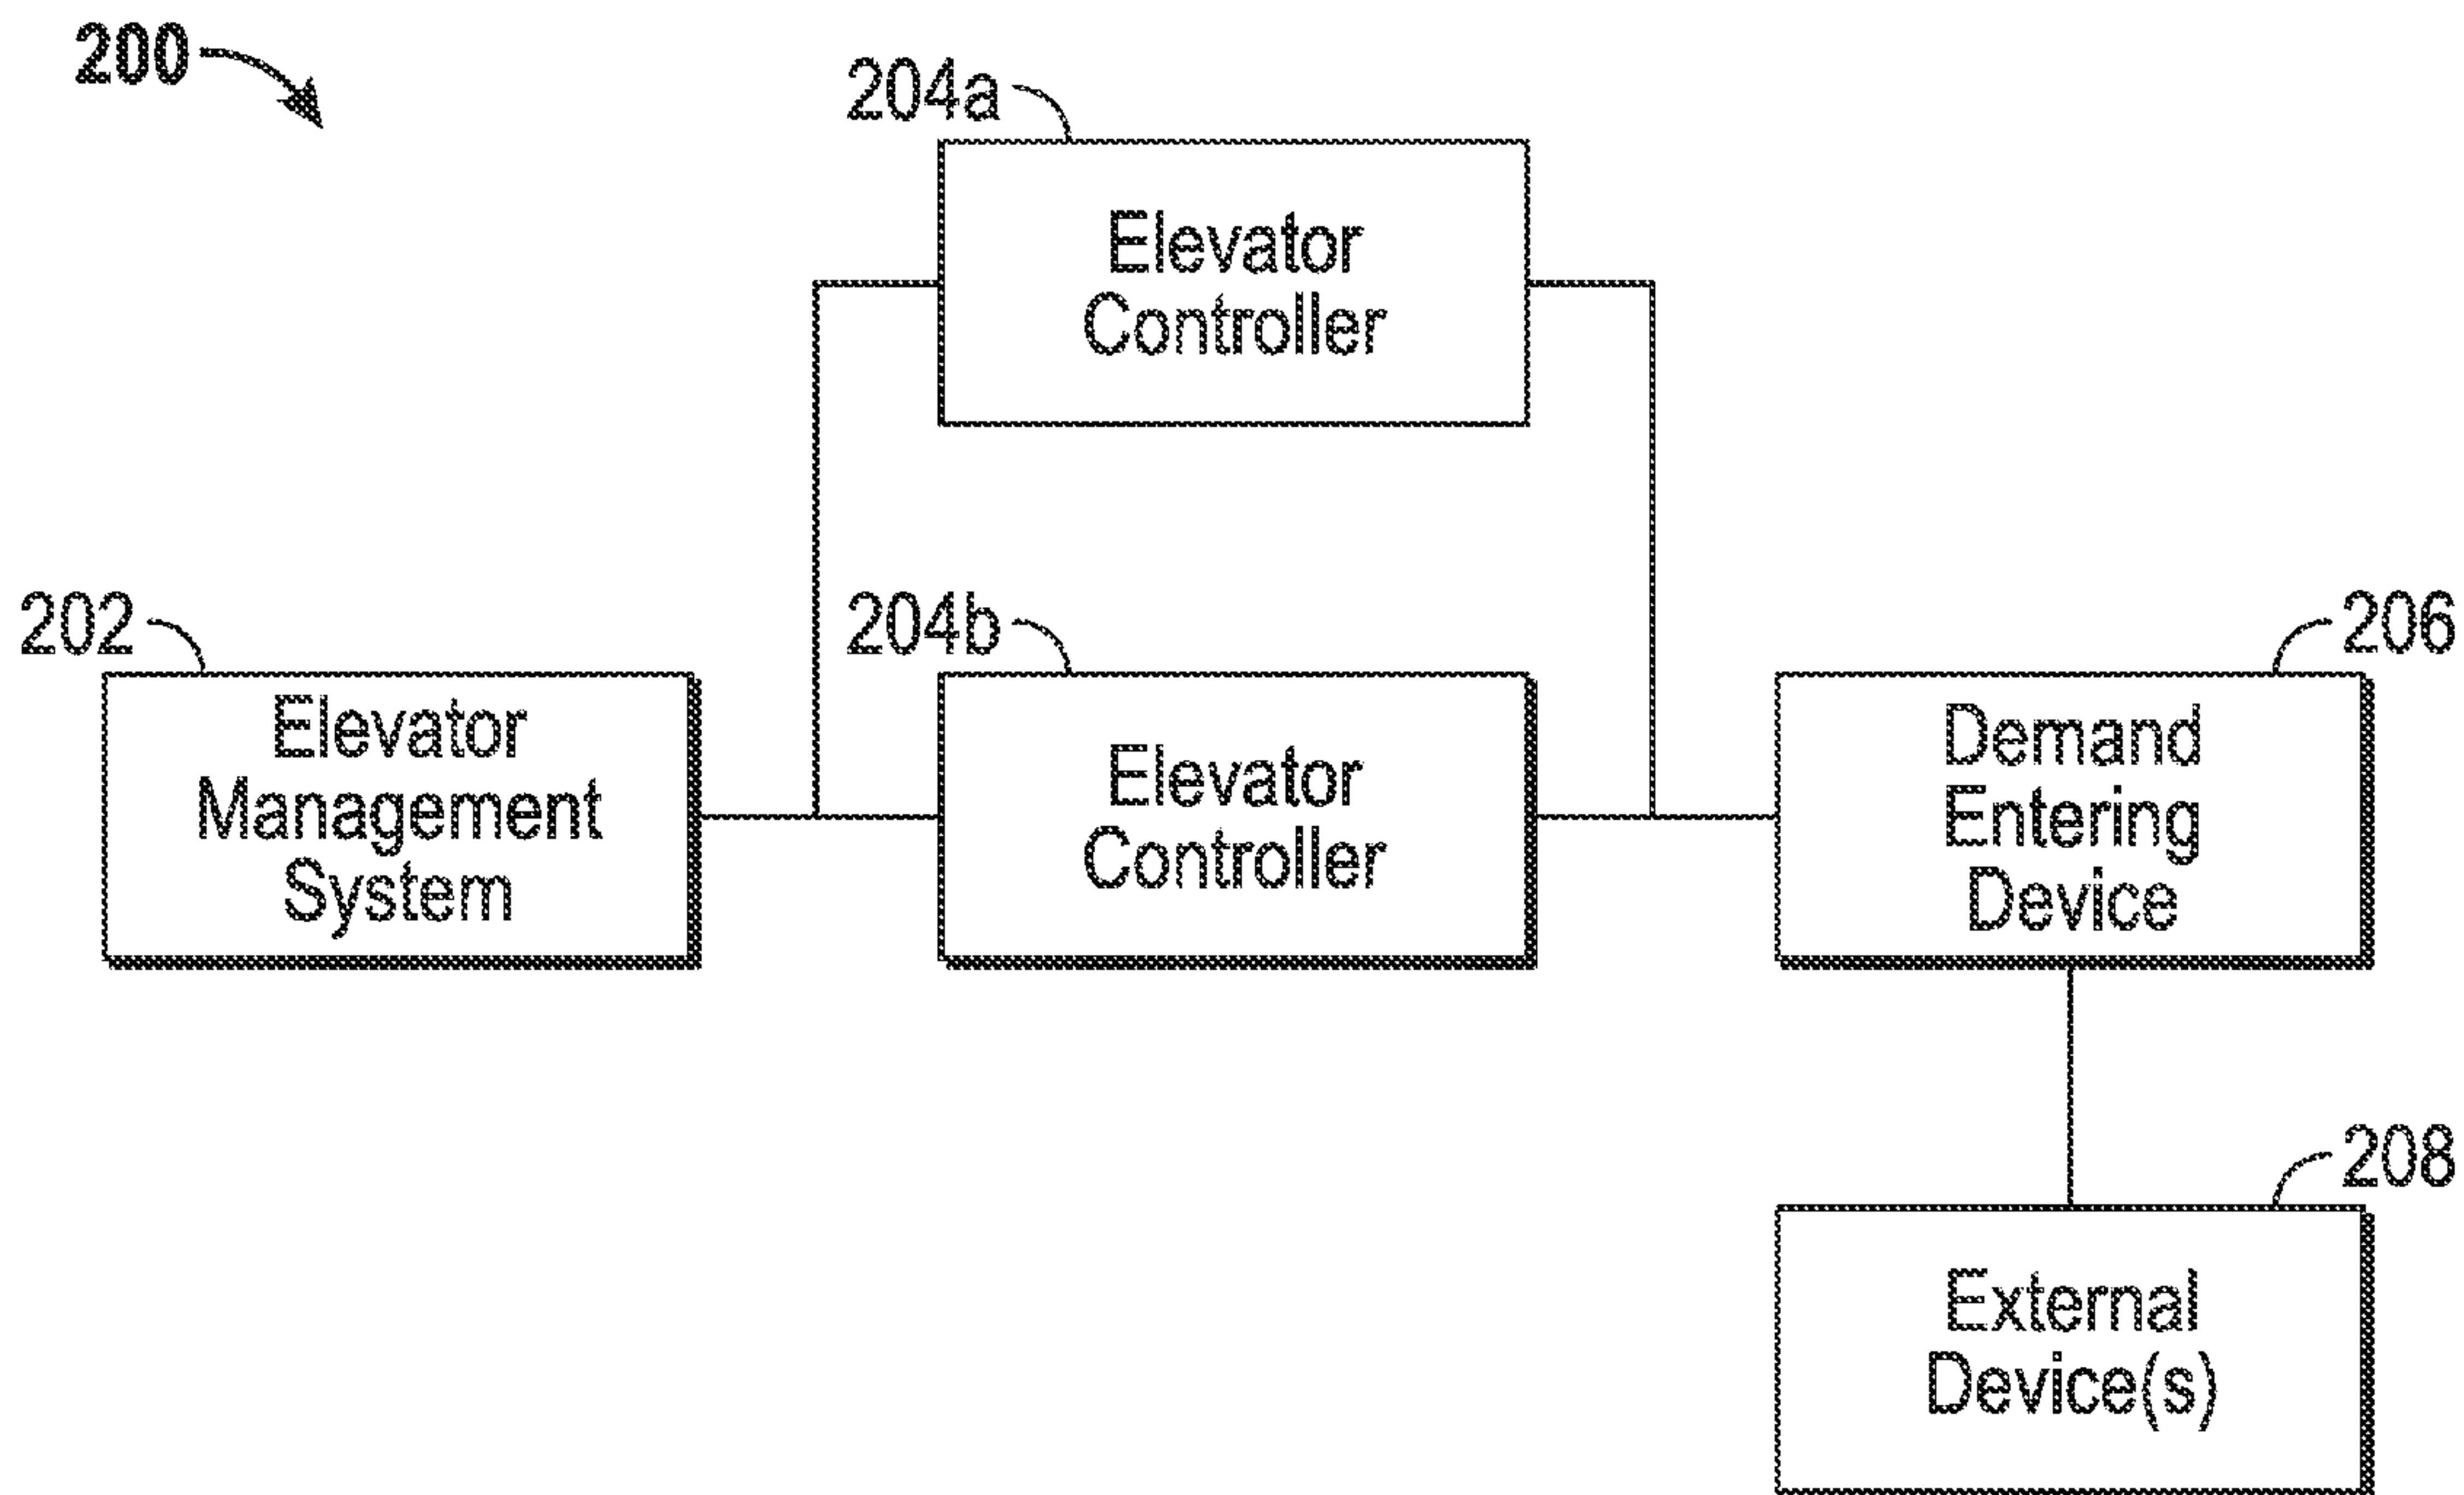 200
204a
Elevator
Controller
202
Elevator
Management
System
204b
Elevator
Controller
206
Demand
Entering
Device
208
External
Device(s)